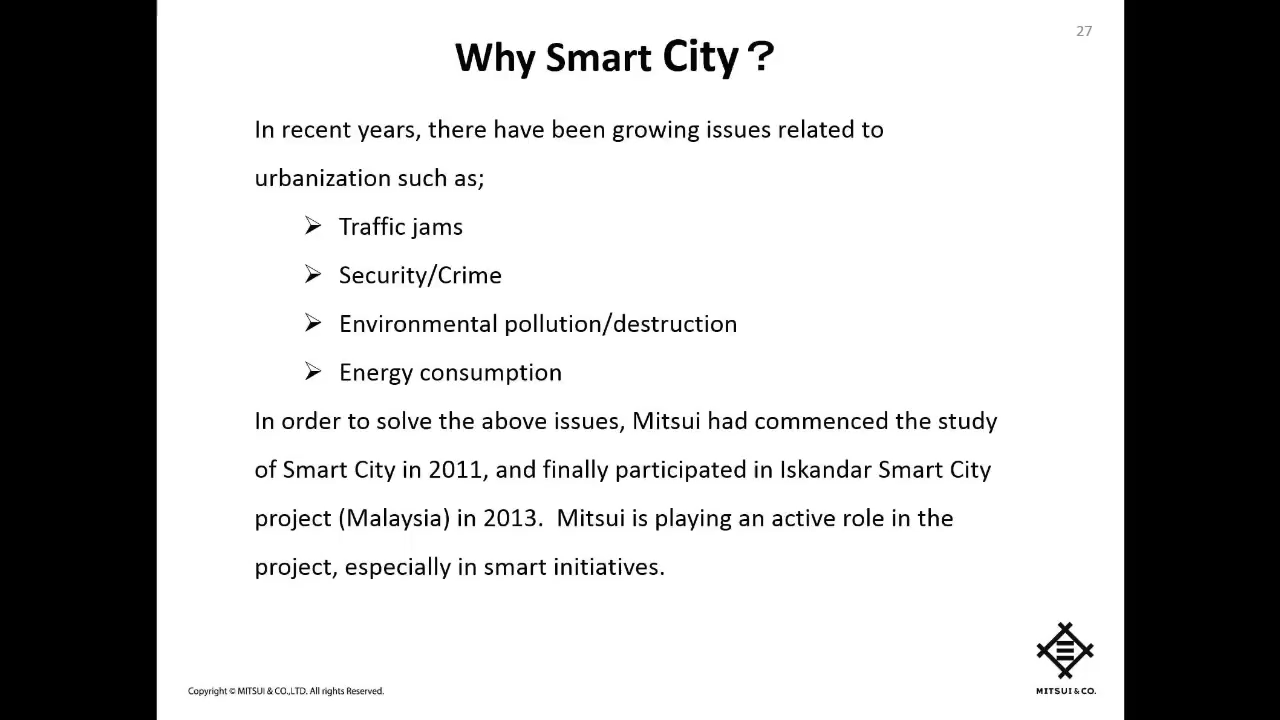 27
Why Smart City？
In recent years, there have been growing issues related to
urbanization such as;
➢ Traffic jams
➢ Security/Crime
➢ Environmental pollution/destruction
➢ Energy consumption
In order to solve the above issues, Mitsui had commenced the study
of Smart City in 2011, and finally participated in Iskandar Smart City
project (Malaysia) in 2013.  Mitsui is playing an active role in the
project, especially in smart initiatives.
MITSUI & CO.
Copyright © MITSUI & CO.,LTD. All rights Reserved.